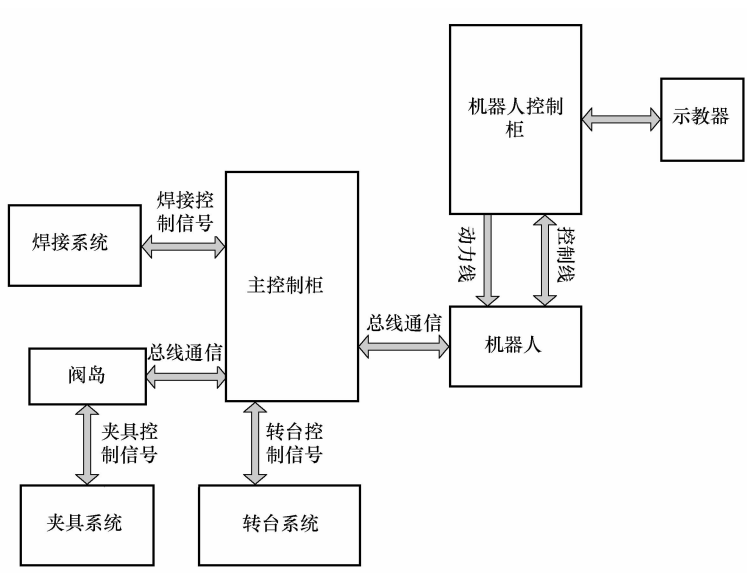 机器人控制
柜
示教器
焊接控
制信号
焊接系统
动力线
控制线
主控制柜
总线通信
机器人
总线通信
阀岛
夹具控
制信号
转台控
制信号
夹具系统
转台系统